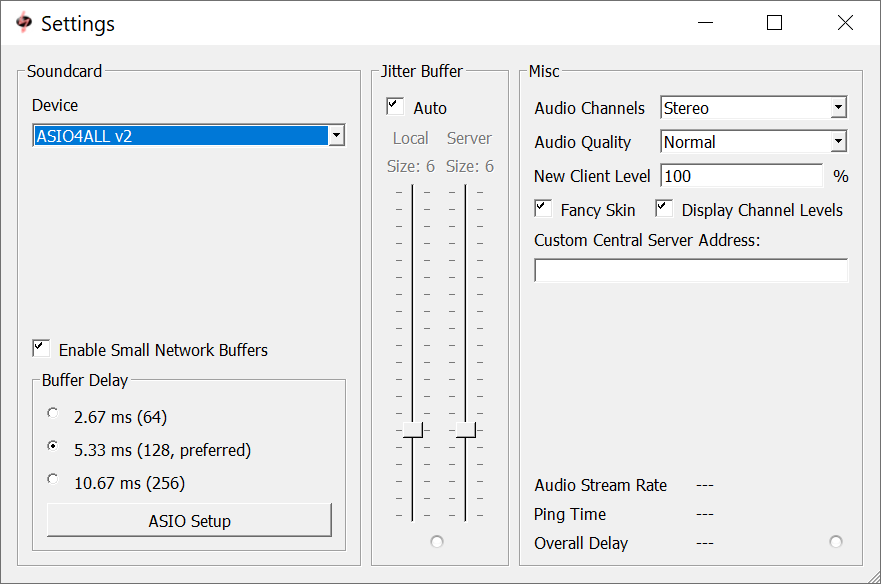 Settings
Soundcard
Device
ASIO4ALL v2
Enable Small Network Buffers
Buffer Delay
2.67 ms (64)
5.33 ms (128, preferred)
10.67 ms (256)
ASIO Setup
Jitter Buffer
Auto
Local Server
Size: 6 Size: 6
Misc
Audio Channels Stereo
Audio Quality Normal
New Client Level 100 %
Fancy Skin Display Channel Levels
Custom Central Server Address:
Audio Stream Rate ---
Ping Time ---
Overall Delay ---